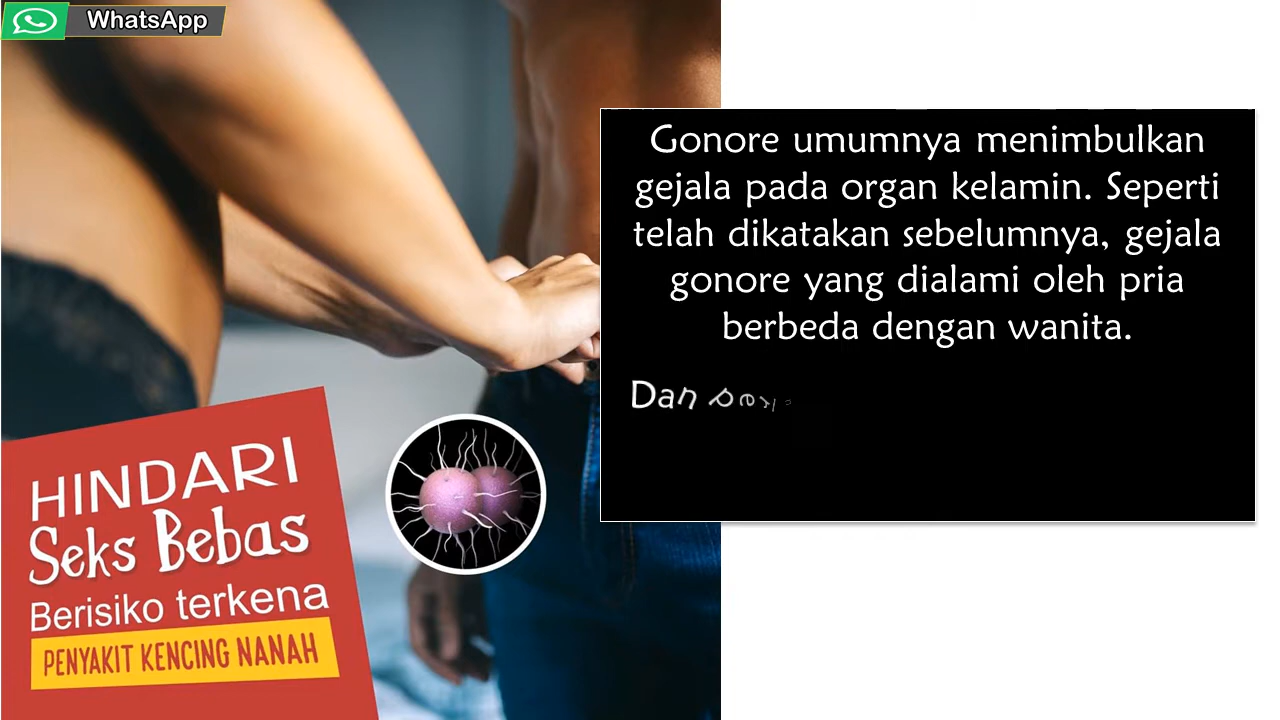 WhatsApp
Gonore umumnya menimbulkan
gejala pada organ kelamin. Seperti
telah dikatakan sebelumnya, gejala
gonore yang dialami oleh pria
berbeda dengan wanita.
Dan
HINDARI
Seks Bebas
Berisiko terkena
PENYAKIT KENCING NANAH